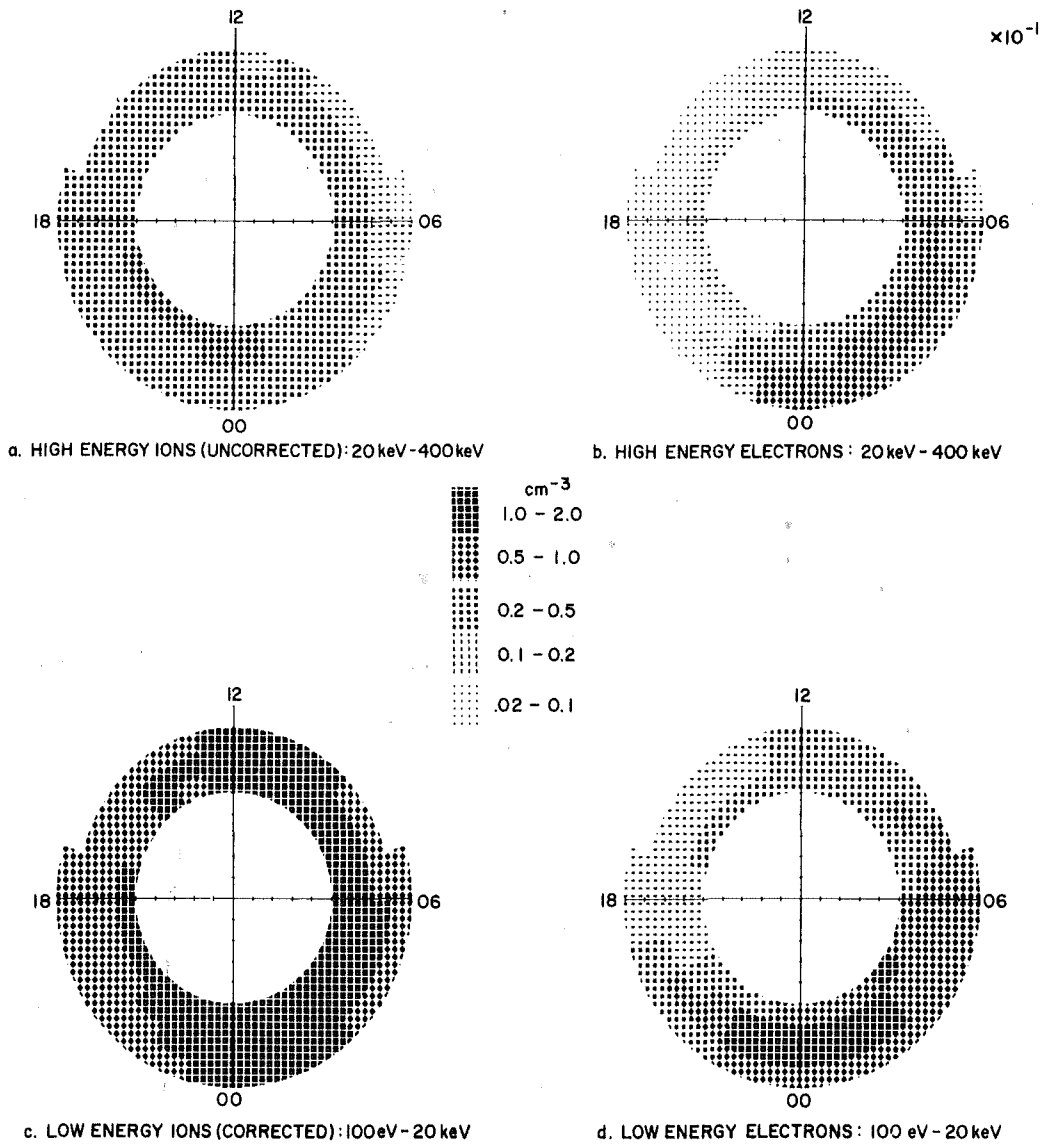 12
12
×10⁻¹
18
06
18
06
00
00
a. HIGH ENERGY IONS (UNCORRECTED): 20 keV-400 keV
b. HIGH ENERGY ELECTRONS: 20 keV - 400 keV
cm⁻³
1.0 - 2.0
0.5 - 1.0
0.2 - 0.5
0.1 - 0.2
.02 - 0.1
12
12
18
06
18
06
00
00
c. LOW ENERGY IONS (CORRECTED): 100 eV - 20 keV
d. LOW ENERGY ELECTRONS: 100 eV - 20 keV